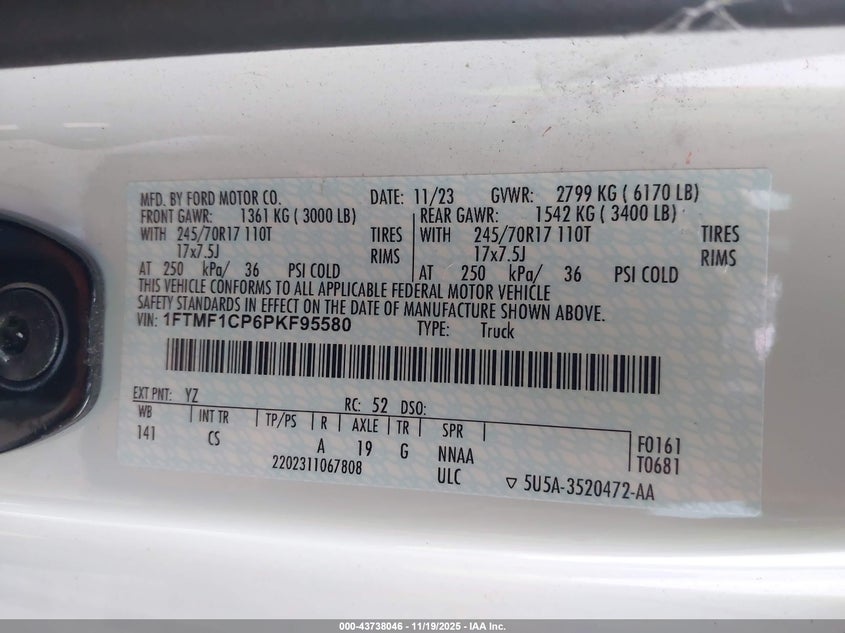 MFD. BY FORD MOTOR CO. DATE: 11/23 GVWR: 2799 KG ( 6170 LB)
FRONT GAWR: 1361 KG ( 3000 LB) REAR GAWR: 1542 KG ( 3400 LB)
WITH 245/70R17 110T TIRES WITH 245/70R17 110T TIRES
17x7.5J RIMS 17x7.5J RIMS
AT 250 kPa/ 36 PSI COLD AT 250 kPa/ 36 PSI COLD
THIS VEHICLE CONFORMS TO ALL APPLICABLE FEDERAL MOTOR VEHICLE
SAFETY STANDARDS IN EFFECT ON THE DATE OF MANUFACTURE SHOWN ABOVE.
VIN: 1FTMF1CP6PKF95580 TYPE: Truck
EXT PNT: YZ RC: 52 DSO:
WB INT TR TP/PS R AXLE TR SPR
141 CS A 19 G NNAA F0161
2202311067808 ULC T0681
▽ 5U5A-3520472-AA
000-43738046 - 11/19/2025 - IAA Inc.